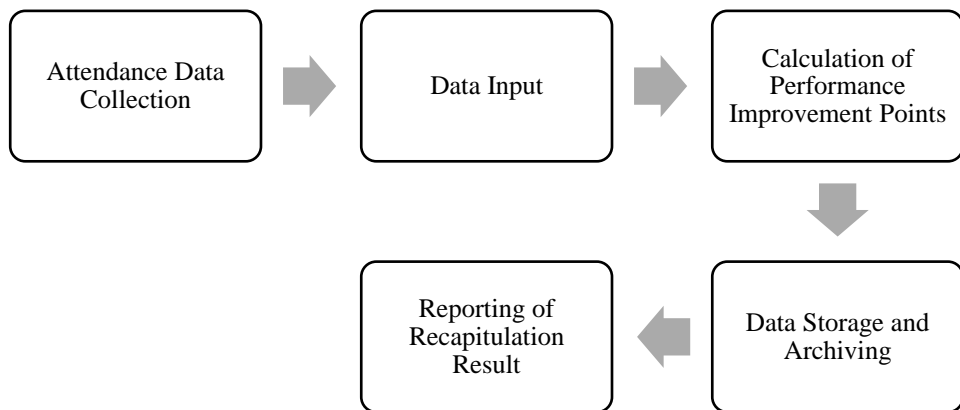 Attendance Data
Collection
Data Input
Calculation of
Performance
Improvement Points
Reporting of
Recapitulation
Result
Data Storage and
Archiving